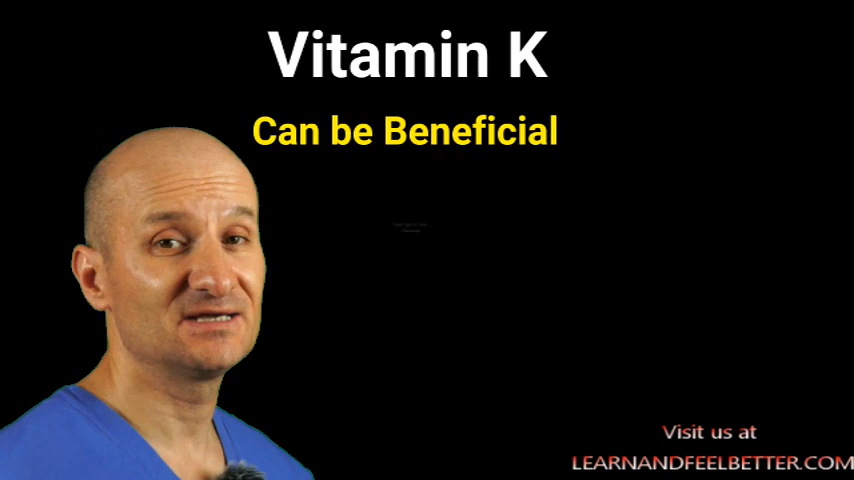 Vitamin K
Can be Beneficial
Visit us at
LEARNANDFEELBETTER.COM